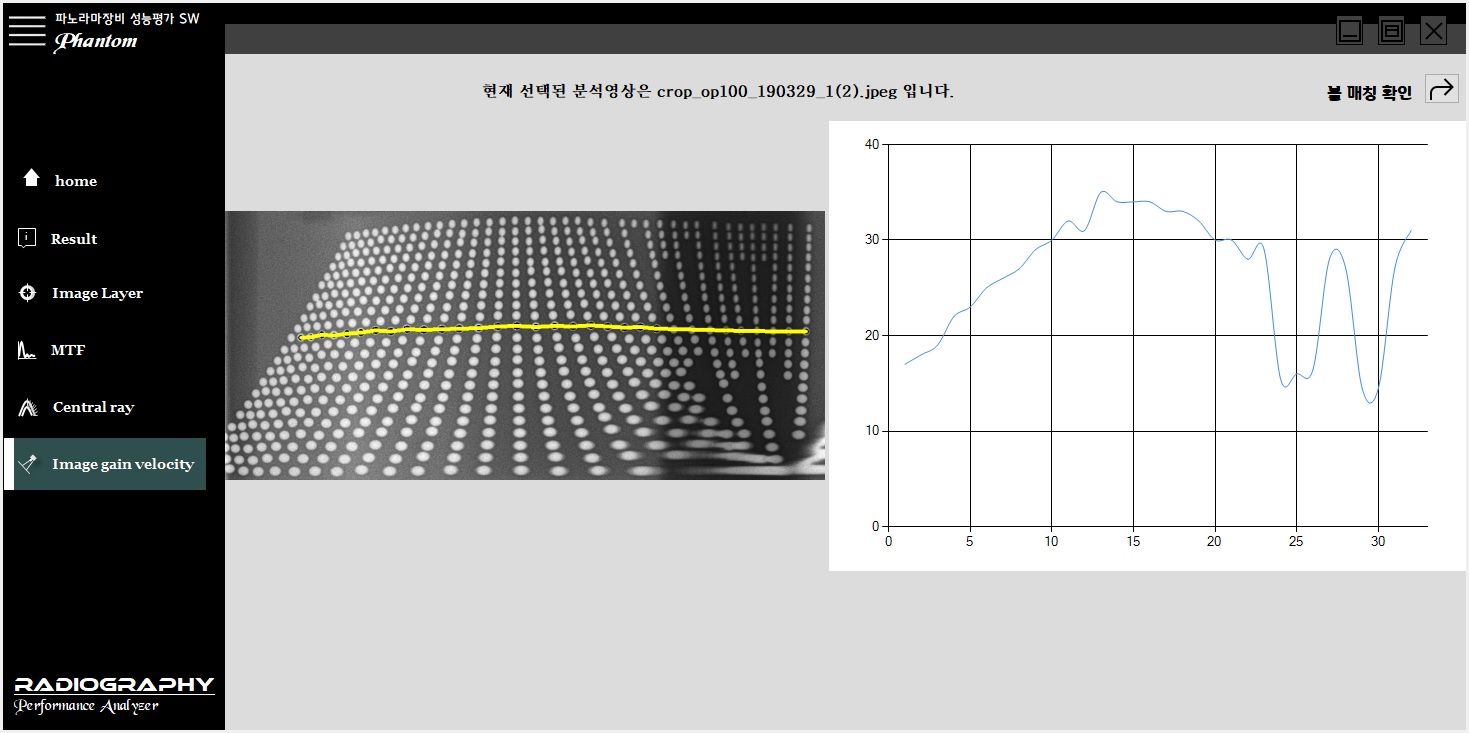 파노라마장비 성능평가 SW
Phantom
현재 선택된 분석영상은 crop_op100_190329_1(2).jpeg 입니다.
볼 매칭 확인
home
Result
Image Layer
MTF
Central ray
Image gain velocity
40
30
20
10
0
0 5 10 15 20 25 30
RADIOGRAPHY
Performance Analyzer